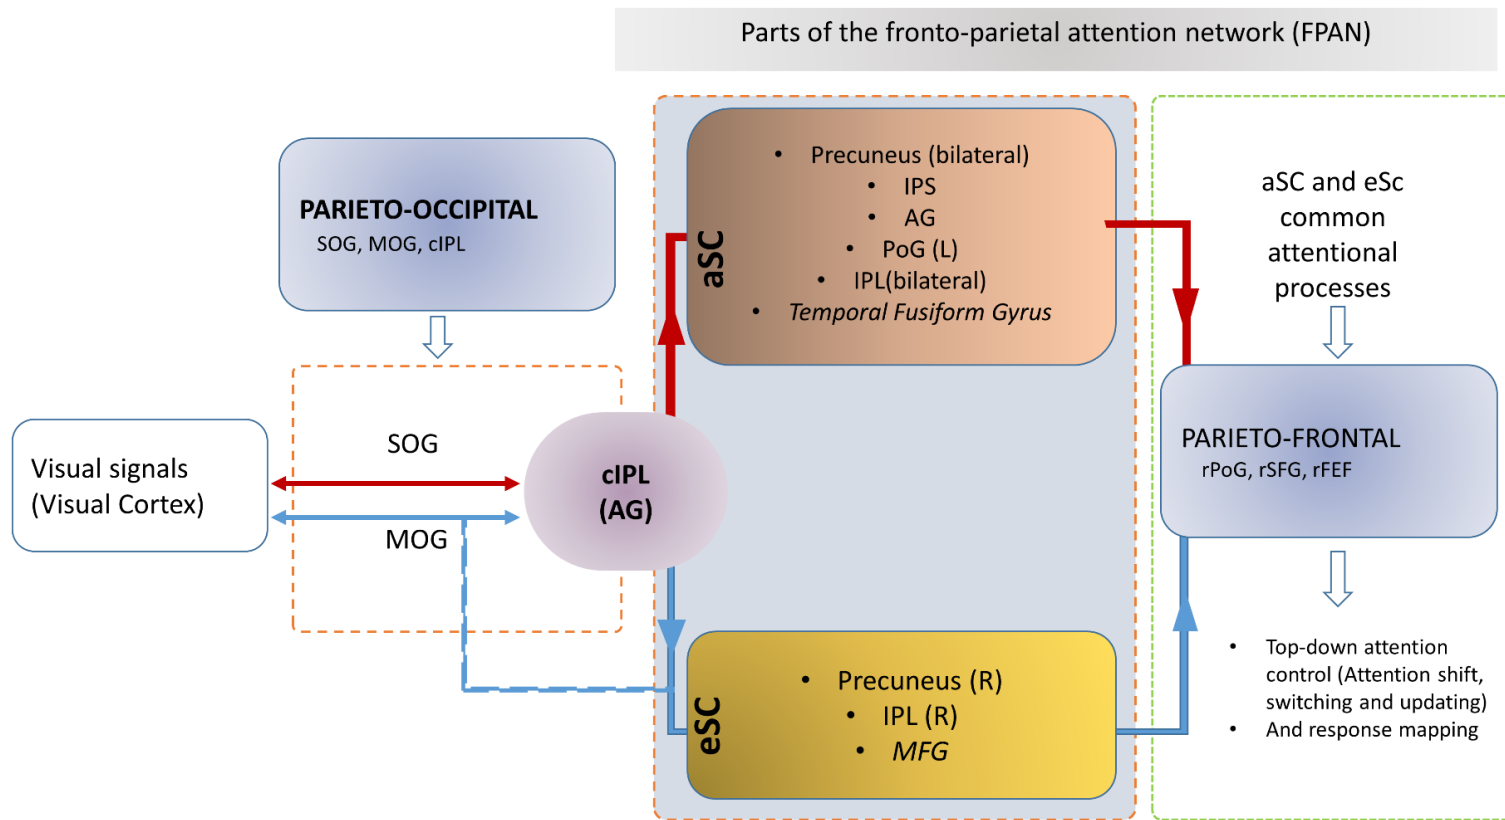 Parts of the fronto-parietal attention network (FPAN)
PARIETO-OCCIPITAL
SOG, MOG, cIPL
Visual signals
(Visual Cortex)
SOG
MOG
cIPL
(AG)
aSC
• Precuneus (bilateral)
• IPS
• AG
• PoG (L)
• IPL(bilateral)
• Temporal Fusiform Gyrus
eSC
• Precuneus (R)
• IPL (R)
• MFG
aSC and eSc
common
attentional
processes
PARIETO-FRONTAL
rPoG, rSFG, rFEF
• Top-down attention
control (Attention shift,
switching and updating)
• And response mapping